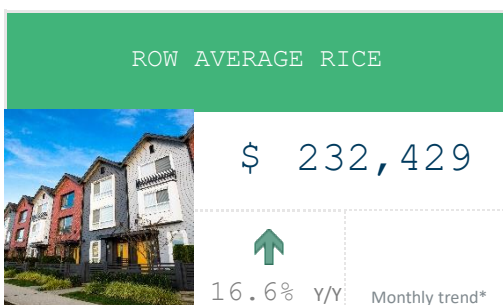 ROW AVERAGE RICE
$ 232,429
16.6% Y/Y
Monthly trend*